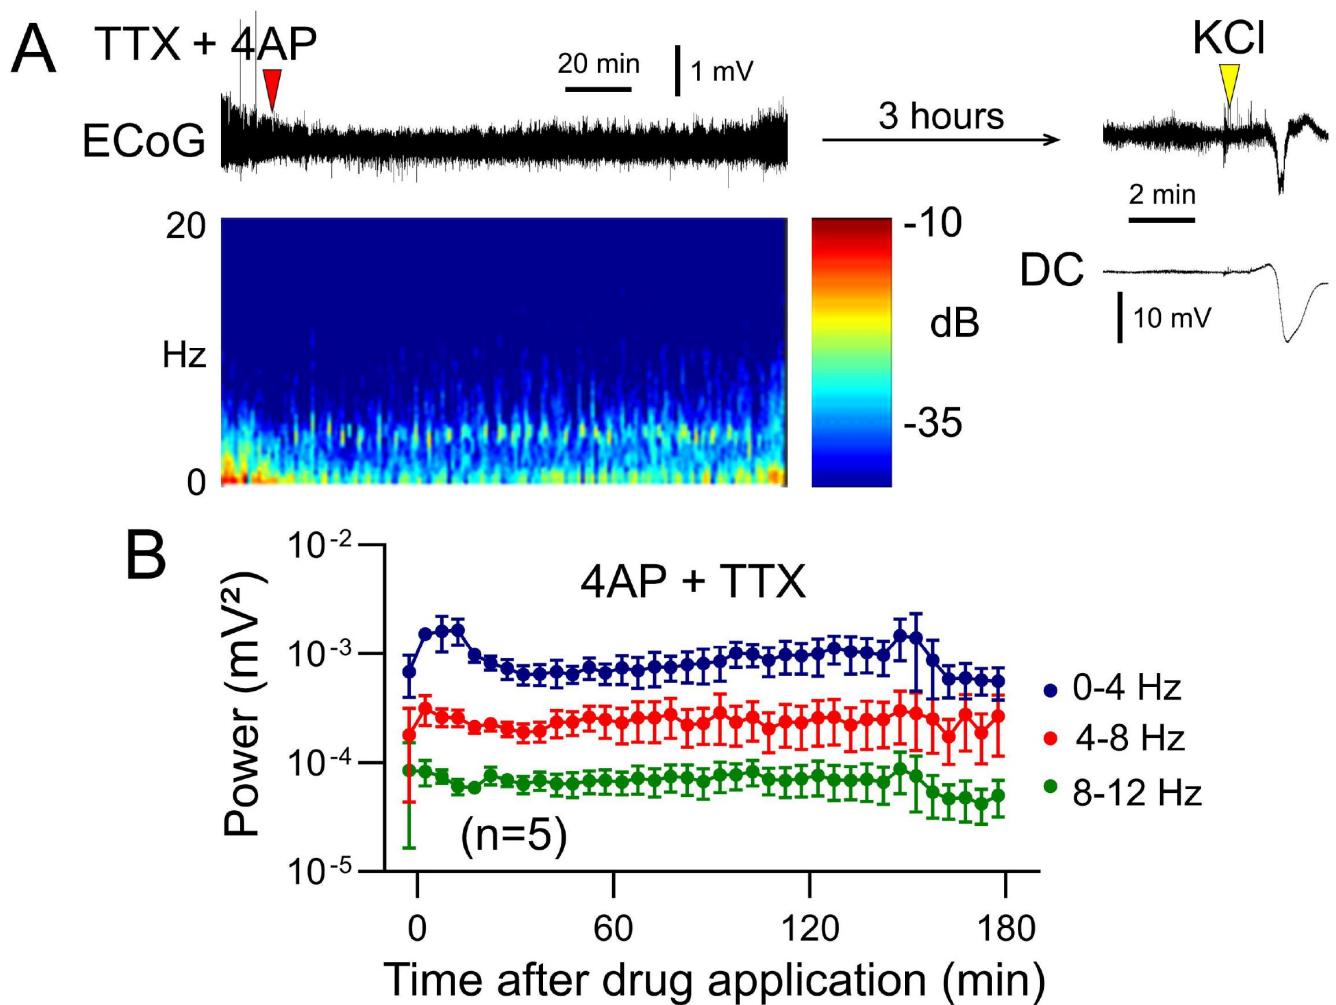 A
TTX + 4AP
20 min
1 mV
KCl
ECoG
3 hours
2 min
20
-10
Hz
dB
DC
10 mV
-35
0
B
10-2
4AP + TTX
Power (mV²)
10-3
0-4 Hz
4-8 Hz
10-4
8-12 Hz
(n=5)
10-5
0
60
120
180
Time after drug application (min)